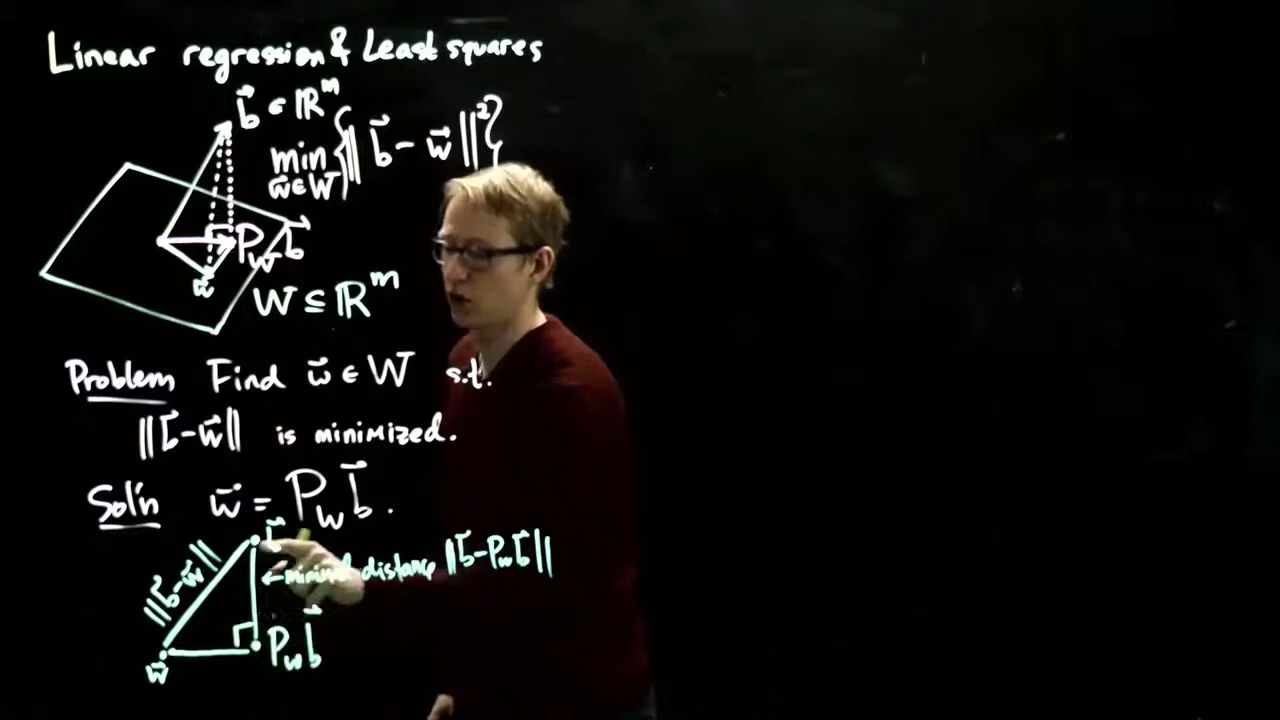 Linear regression & Least squares
b⃗ ∈ ℝᵐ
min {‖b⃗ - w⃗‖²}
w⃗∈W
P_W b⃗
w⃗
W ⊆ ℝᵐ
Problem Find w⃗ ∈ W s.t.
‖b⃗-w⃗‖ is minimized.
Sol'n w⃗ = P_W b⃗.
b⃗
‖b⃗-w⃗‖ ← distance ‖b⃗-P_W b⃗‖
P_W b⃗
w⃗